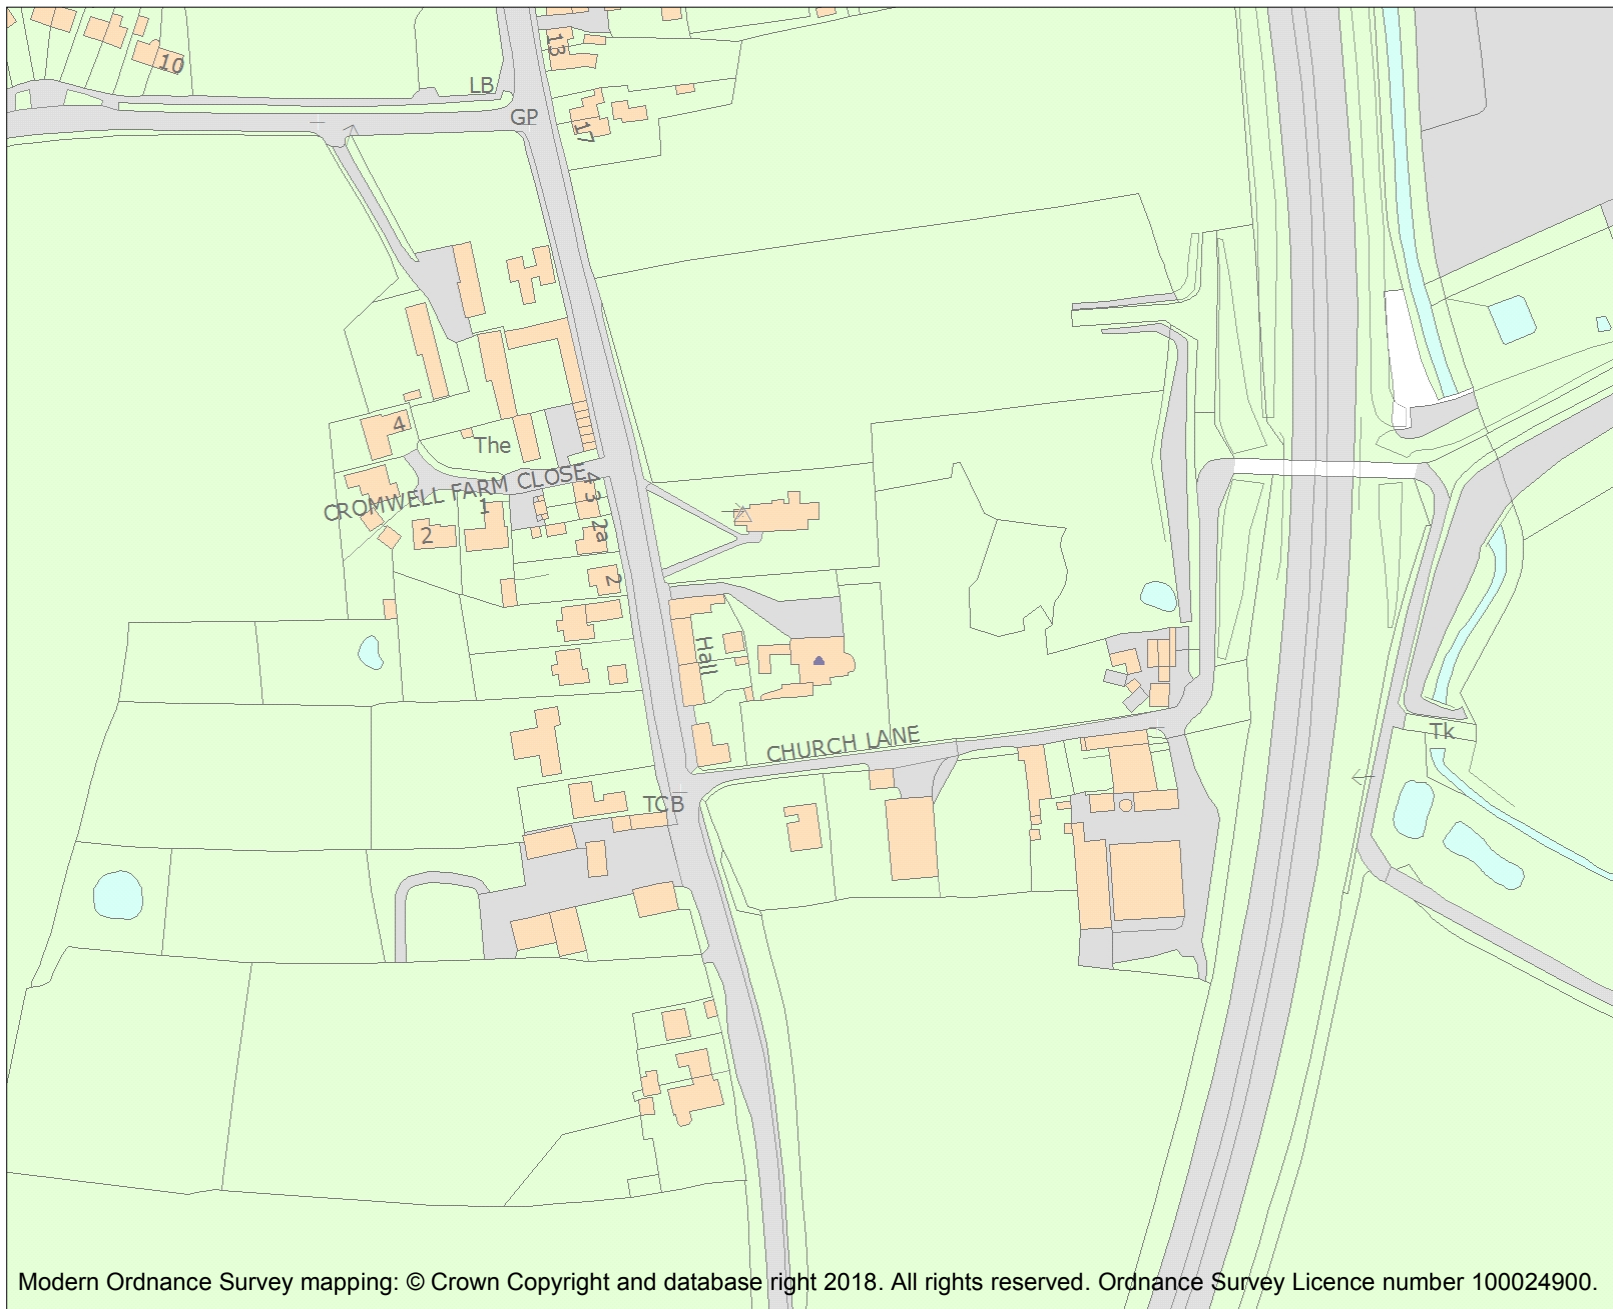 10
13
LB
GP
17
4
The
CROMWELL FARM CLOSE
4
3
1
2
2a
2
Hall
CHURCH LANE
Tk
TCB
Modern Ordnance Survey mapping: © Crown Copyright and database right 2018. All rights reserved. Ordnance Survey Licence number 100024900.